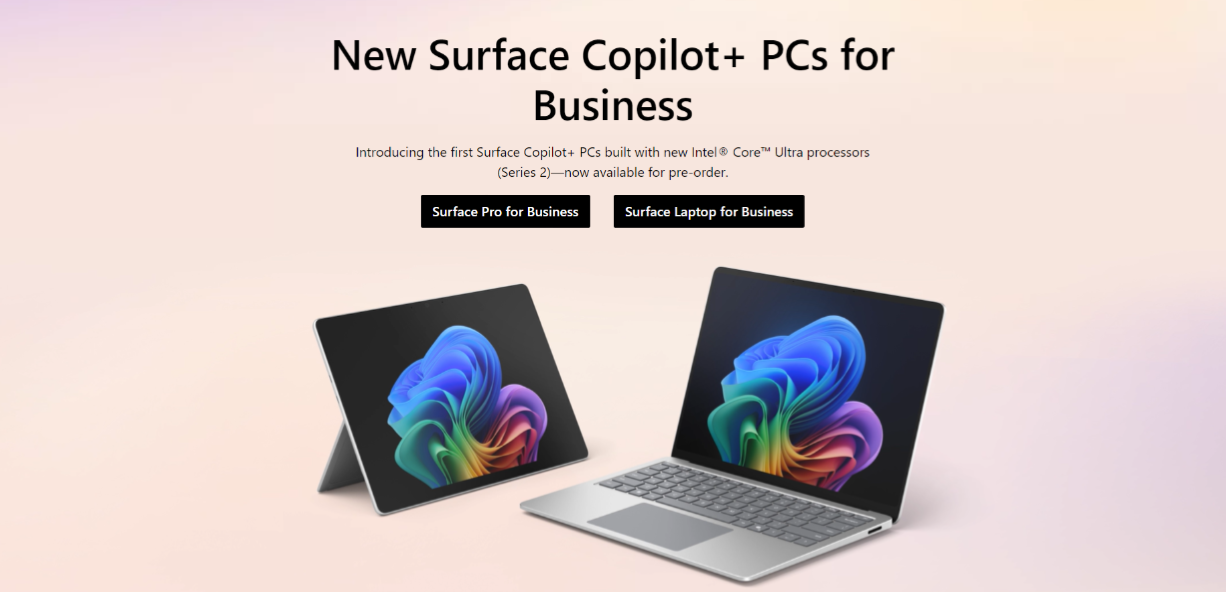 New Surface Copilot+ PCs for
Business
Introducing the first Surface Copilot+ PCs built with new Intel® Core™ Ultra processors
(Series 2)—now available for pre-order.
Surface Pro for Business
Surface Laptop for Business